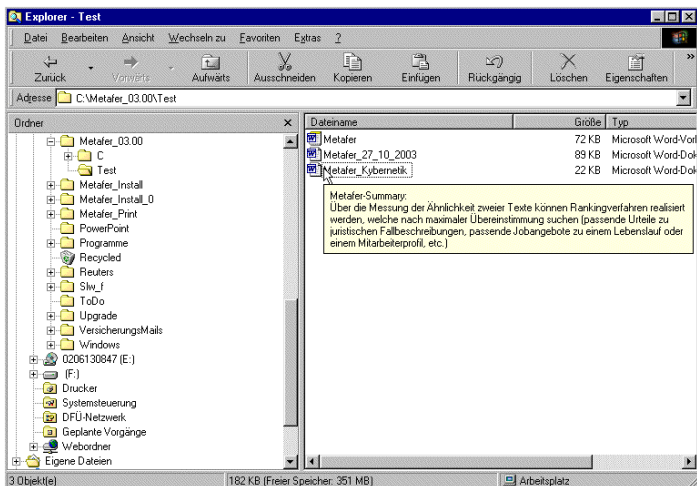 Explorer - Test
Datei Bearbeiten Ansicht Wechseln zu Favoriten Extras ?
Zurück Vorwärts Aufwärts Ausschneiden Kopieren Einfügen Rückgängig Löschen Eigenschaften »
Adresse C:\Metafer_03.00\Test
Ordner
Metafer_03.00
C
Test
Metafer_Install
Metafer_Install_0
Metafer_Print
PowerPoint
Programme
Recycled
Reuters
Slw_f
ToDo
Upgrade
VersicherungsMails
Windows
0206130847 (E:)
(F:)
Drucker
Systemsteuerung
DFÜ-Netzwerk
Geplante Vorgänge
Webordner
Eigene Dateien
Dateiname Größe Typ
Metafer 72 KB Microsoft Word-Vorl
Metafer_27_10_2003 89 KB Microsoft Word-Dok
Metafer_Kybernetik 22 KB Microsoft Word-Dok
Metafer-Summary:
Über die Messung der Ähnlichkeit zweier Texte können Rankingverfahren realisiert
werden, welche nach maximaler Übereinstimmung suchen (passende Urteile zu
juristischen Fallbeschreibungen, passende Jobangebote zu einem Lebenslauf oder
einem Mitarbeiterprofil, etc.)
3 Objekt(e) 182 KB (Freier Speicher: 351 MB) Arbeitsplatz